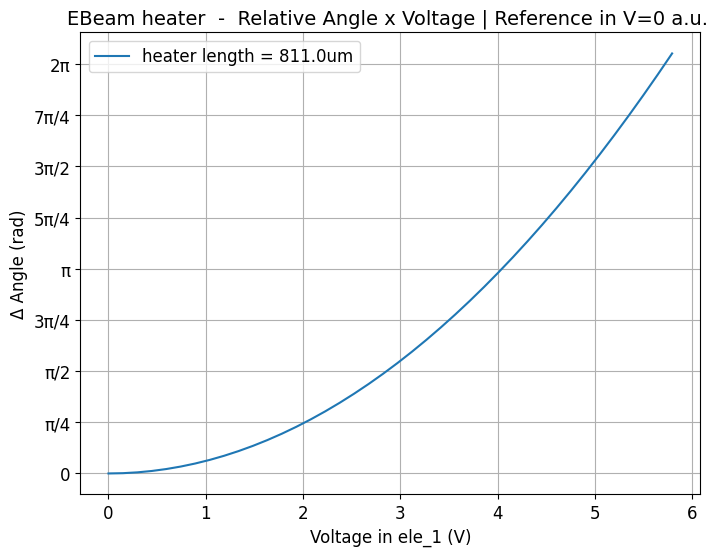 EBeam heater  -  Relative Angle x Voltage | Reference in V=0 a.u.
heater length = 811.0um
2π
7π/4
3π/2
5π/4
π
3π/4
π/2
π/4
0
Δ Angle (rad)
0 1 2 3 4 5 6
Voltage in ele_1 (V)